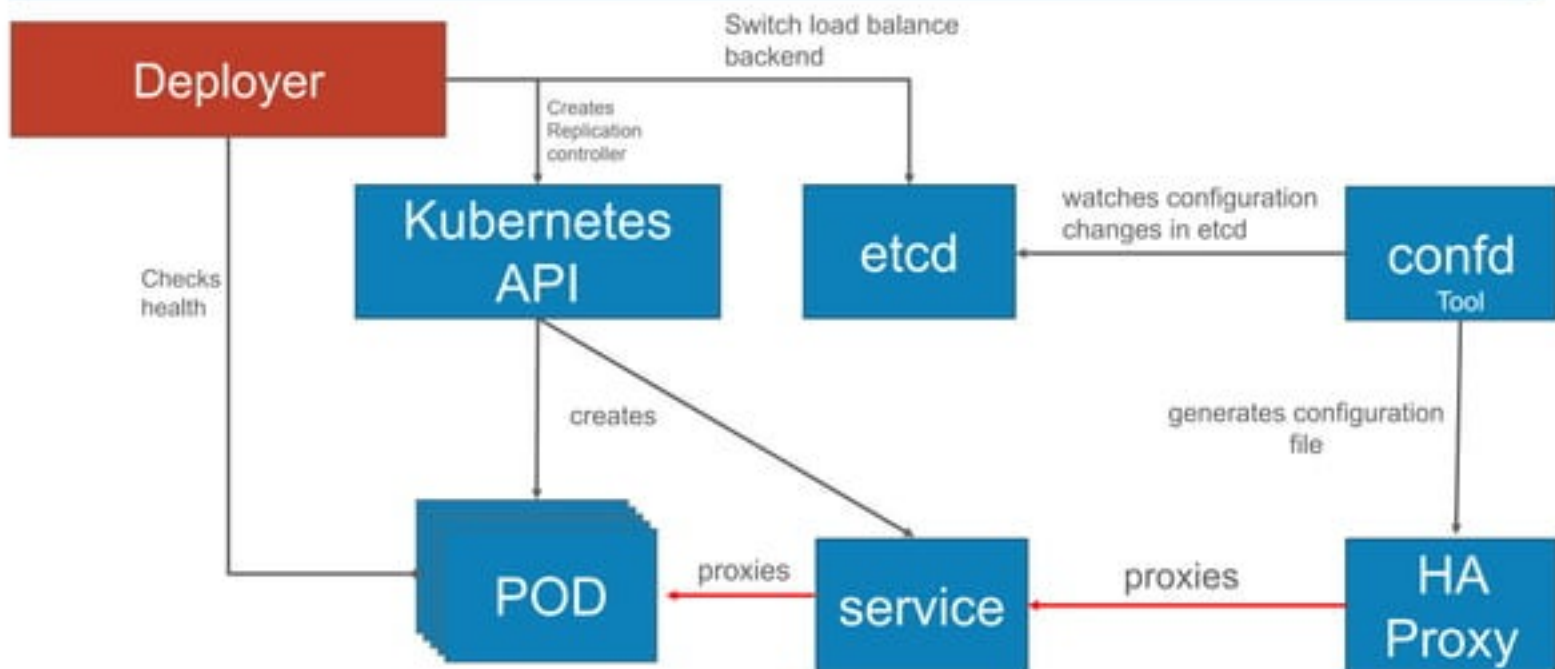 Switch load balance
backend
Deployer
Creates
Replication
controller
Kubernetes
API
etcd
watches configuration
changes in etcd
confd
Tool
Checks
health
creates
generates configuration
file
POD
proxies
service
proxies
HA
Proxy